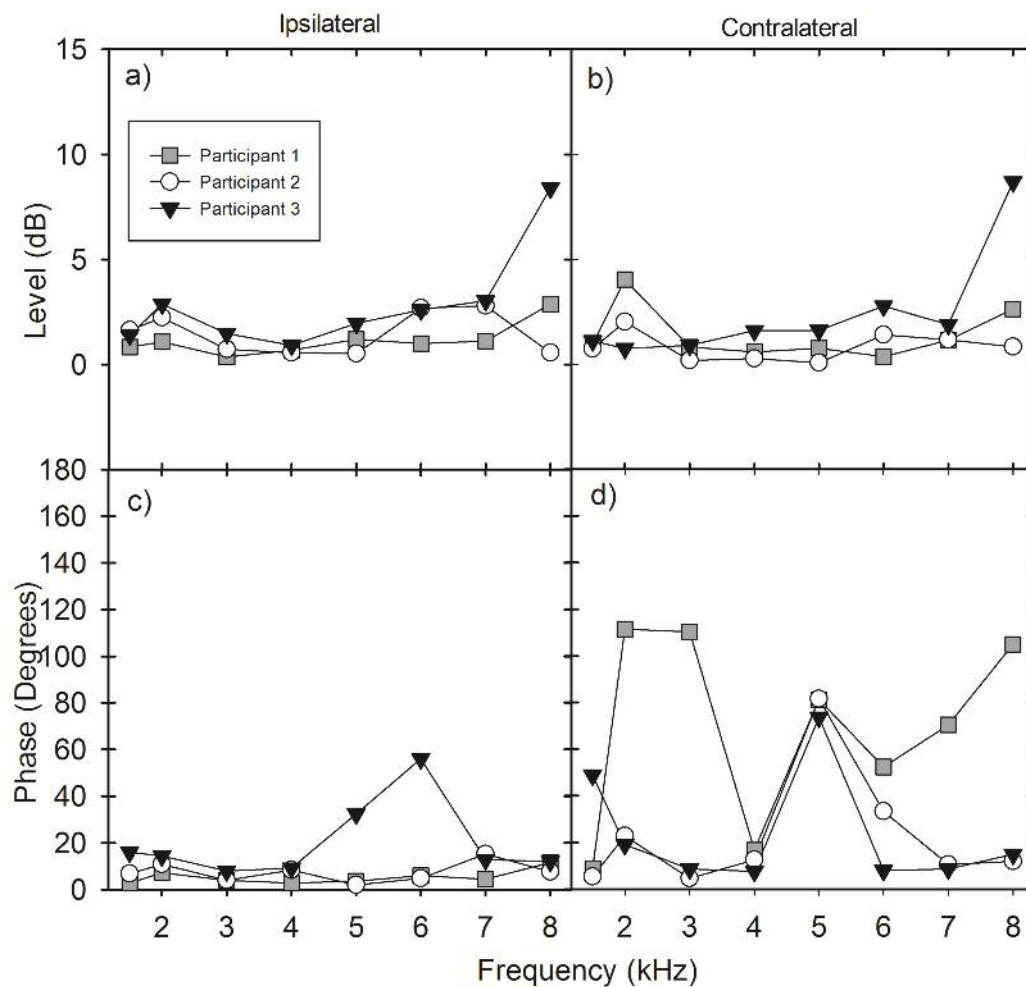 Ipsilateral
Contralateral
a)
b)
Participant 1
Participant 2
Participant 3
15
10
5
0
Level (dB)
c)
d)
180
160
140
120
100
80
60
40
20
0
Phase (Degrees)
2 3 4 5 6 7 8
2 3 4 5 6 7 8
Frequency (kHz)